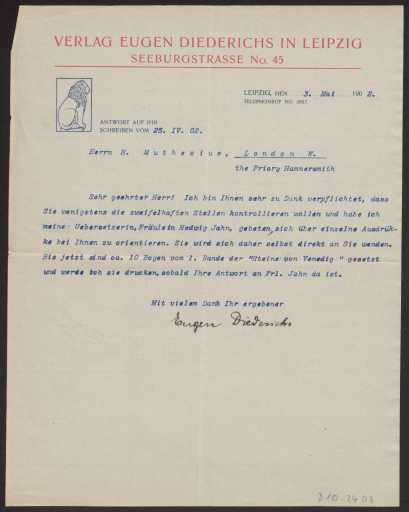 VERLAG EUGEN DIEDERICHS IN LEIPZIG
SEEBURGSTRASSE No. 45
LEIPZIG, DEN 3. Mai 1902.
TELEPHONRUF NO.
ANTWORT AUF IHR
SCHREIBEN VOM 25. IV. 02.
Herrn H. Muthesius, London W.
the Priory Hammersmith
Sehr geehrter Herr! Ich bin Ihnen sehr zu Dank verpflichtet, dass
Sie wenigstens die zweifelhaften Stellen kontrollieren wollen und habe ich
meine Uebersetzerin, Fräulein Hedwig Jahn, gebeten, sich über einzelne Ausdrük-
ke bei Ihnen zu orientieren. Sie wird sich daher selbst direkt an Sie wenden.
Bis jetzt sind ca. 10 Bogen vom 1. Bande der "Steine von Venedig" gesetzt
und werde ich sie drucken, sobald Ihre Antwort an Frl. Jahn da ist.
Mit vielem Dank Ihr ergebener
Eugen Diederichs